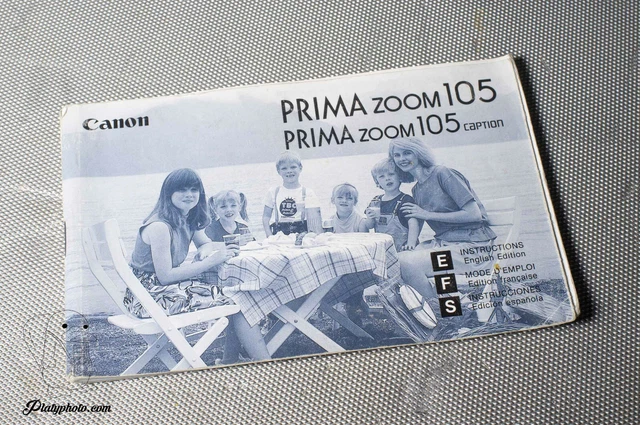 Canon
PRIMA ZOOM 105
PRIMA ZOOM 105 CAPTION
TBC
E INSTRUCTIONS
English Edition
F MODE D'EMPLOI
Edition française
S INSTRUCCIONES
Edición española
Platyphoto.com